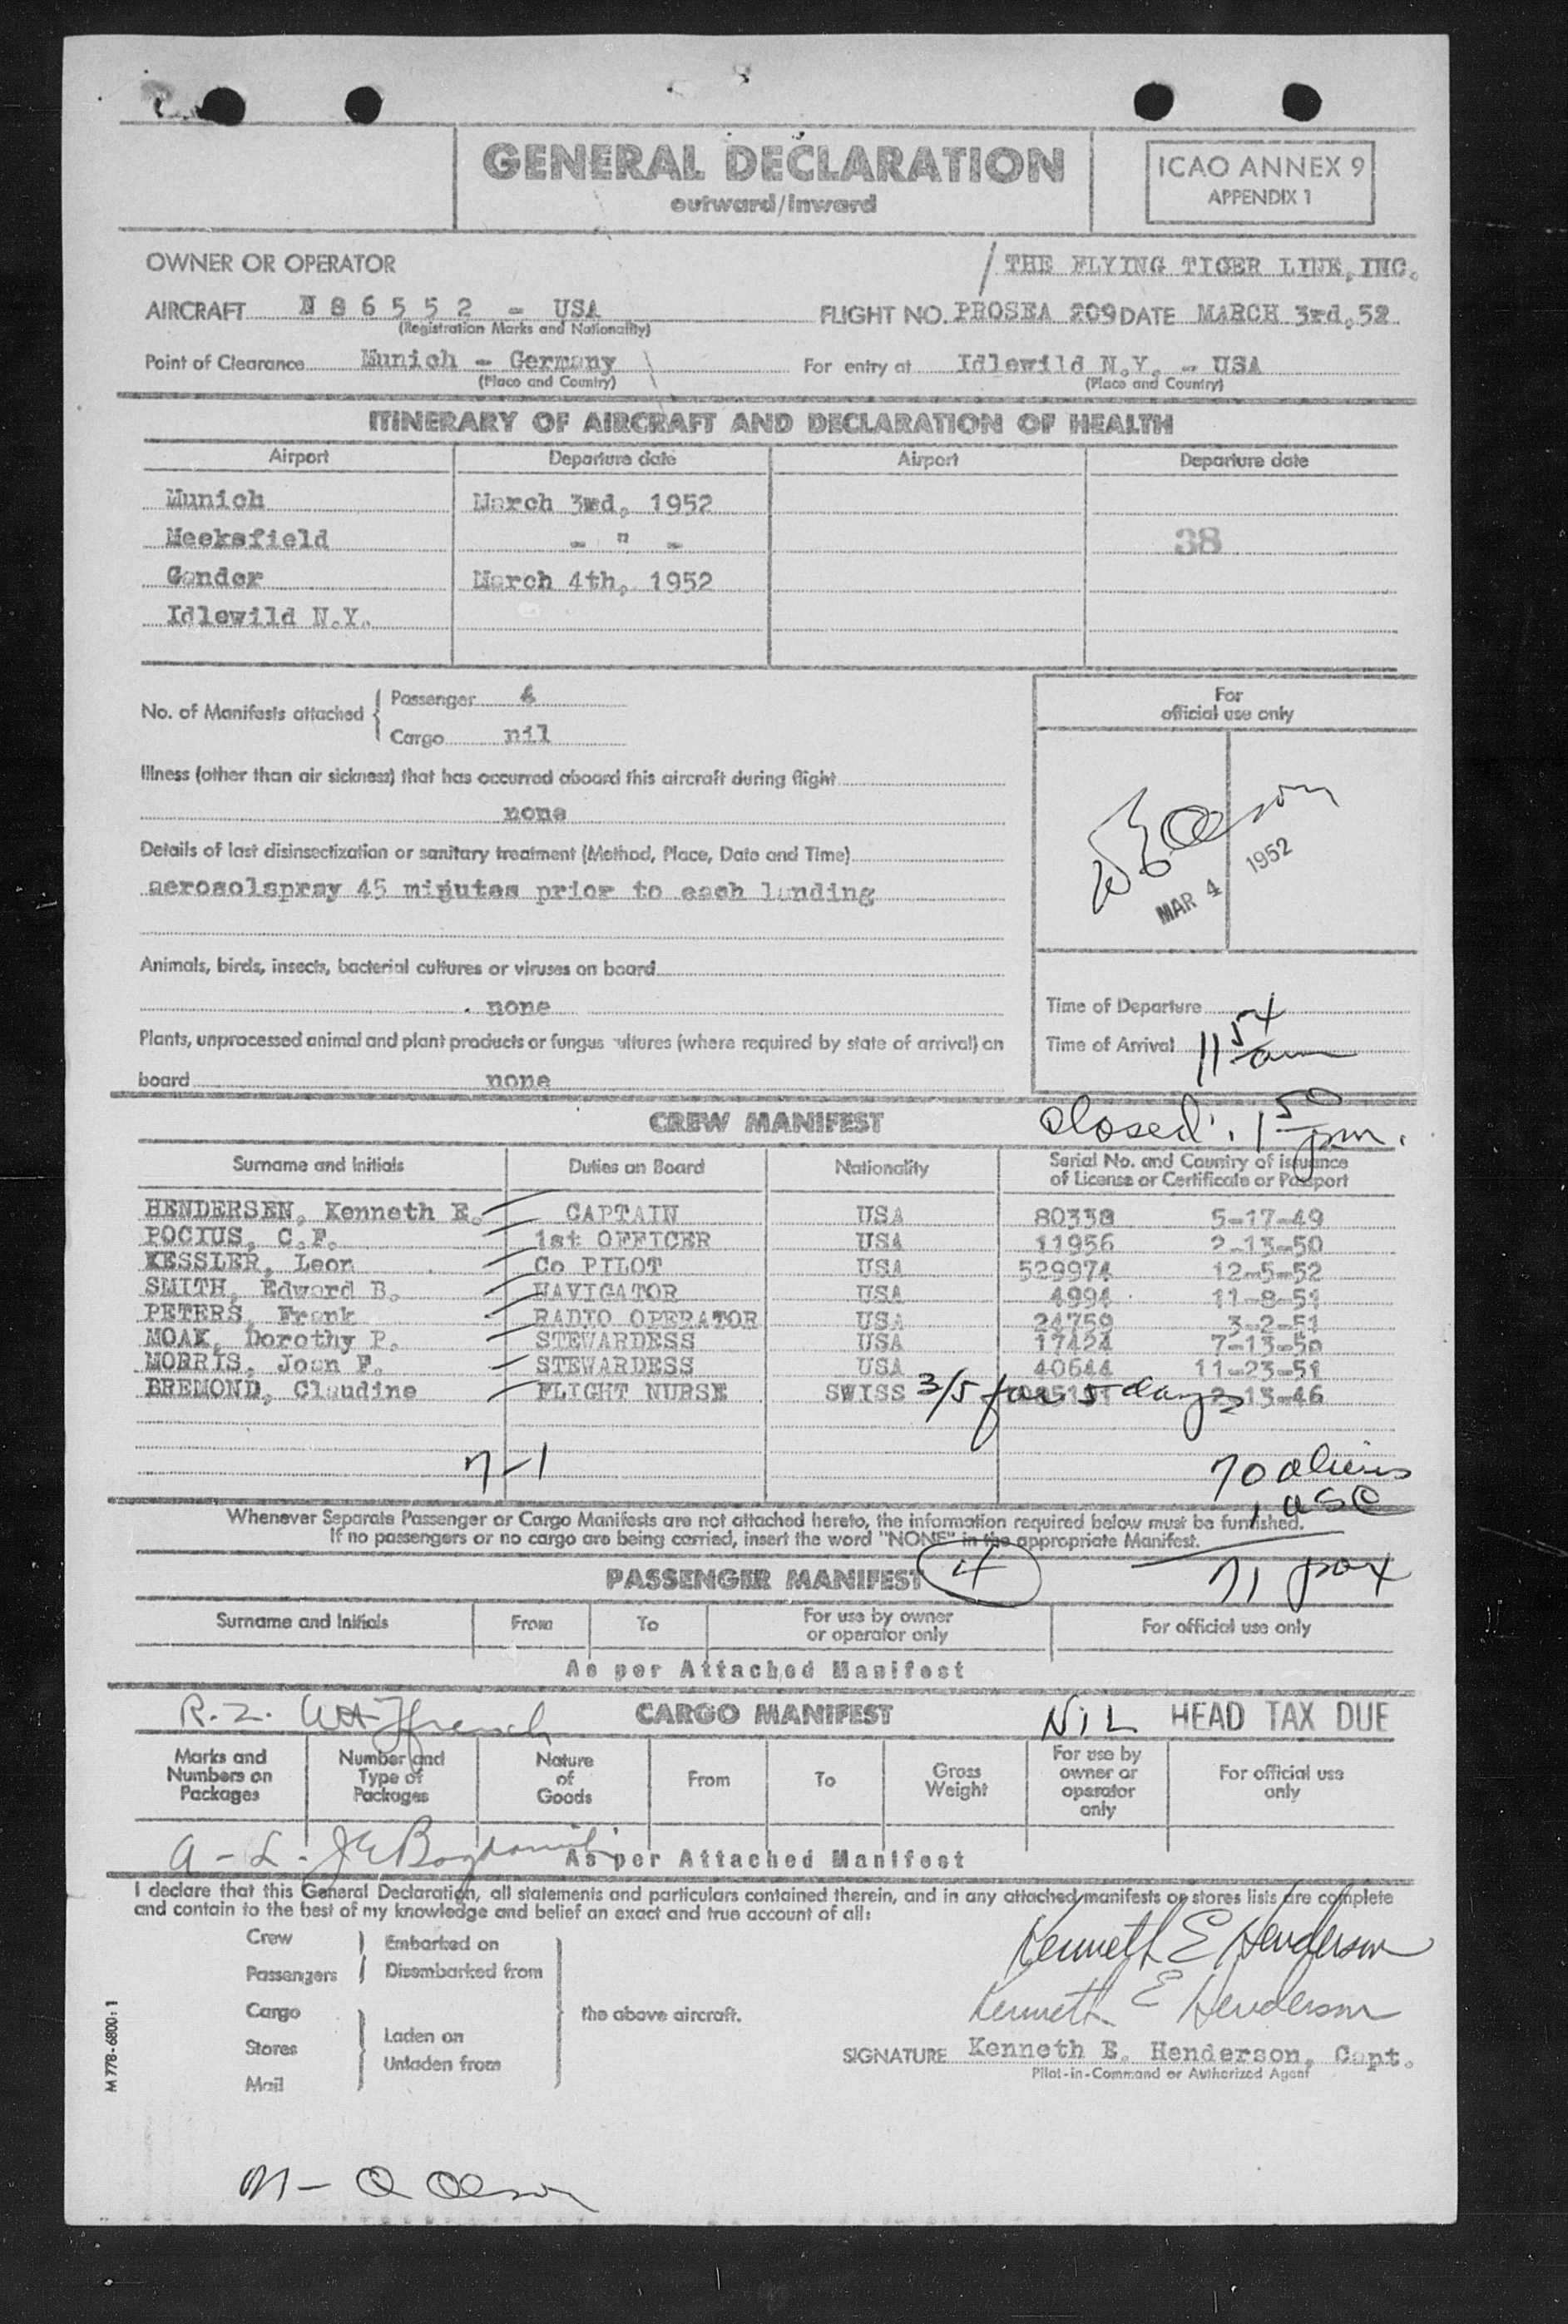 GENERAL DECLARATION
outward/inward
ICAO ANNEX 9
APPENDIX 1
OWNER OR OPERATOR / THE FLYING TIGER LINE, INC.
AIRCRAFT N 8 6 5 5 2 - USA FLIGHT NO. PROSEA 209 DATE MARCH 3rd, 52
(Registration Marks and Nationality)
Point of Clearance Munich - Germany For entry at Idlewild N.Y. - USA
(Place and Country) (Place and Country)
ITINERARY OF AIRCRAFT AND DECLARATION OF HEALTH
Airport Departure date Airport Departure date
Munich March 3rd, 1952
Meeksfield - " - 38
Gander March 4th, 1952
Idlewild N.Y.
No. of Manifests attached Passenger
Cargo nil
For
official use only
Illness (other than air sickness) that has occurred aboard this aircraft during flight
none
Details of last disinsectization or sanitary treatment (Method, Place, Date and Time)
aerosolspray 45 minutes prior to each landing
MAR 4 1952
Animals, birds, insects, bacterial cultures or viruses on board
none
Plants, unprocessed animal and plant products or fungus cultures (where required by state of arrival) on
board none
Time of Departure
Time of Arrival 11 54 am
closed: 1 50 pm.
CREW MANIFEST
Surname and Initials Duties on Board Nationality Serial No. and Country of issuance
of License or Certificate or Passport
HENDERSEN, Kenneth E. CAPTAIN USA 80338 5-17-49
POCIUS, C.F. 1st OFFICER USA 11956 2-13-50
KESSLER, Leon Co PILOT USA 529974 12-5-52
SMITH, Edward B. NAVIGATOR USA 4994 11-8-51
PETERS, Frank RADIO OPERATOR USA 24759 3-2-51
MOAK, Dorothy P. STEWARDESS USA 17424 7-13-50
MORRIS, Joan F. STEWARDESS USA 40644 11-23-51
BREMOND, Claudine FLIGHT NURSE SWISS 3/5 for 5 days 2-13-46
7-1
70 aliens
1 USC
71 pax
Whenever Separate Passenger or Cargo Manifests are not attached hereto, the information required below must be furnished.
If no passengers or no cargo are being carried, insert the word "NONE" in the appropriate Manifest.
PASSENGER MANIFEST 4
Surname and Initials From To For use by owner
or operator only For official use only
As per Attached Manifest
CARGO MANIFEST NIL HEAD TAX DUE
Marks and
Numbers on
Packages
Number and
Type of
Packages
Nature
of
Goods
From To Gross
Weight
For use by
owner or
operator
only
For official use
only
As per Attached Manifest
I declare that this General Declaration, all statements and particulars contained therein, and in any attached manifests or stores lists are complete
and contain to the best of my knowledge and belief an exact and true account of all:
Crew Embarked on
Passengers Disembarked from
Cargo
Stores Laden on
Mail Unladen from
the above aircraft.
Kenneth E Henderson
Kenneth E Henderson
SIGNATURE Kenneth E. Henderson, Capt.
Pilot-in-Command or Authorized Agent
M 778-6800: 1